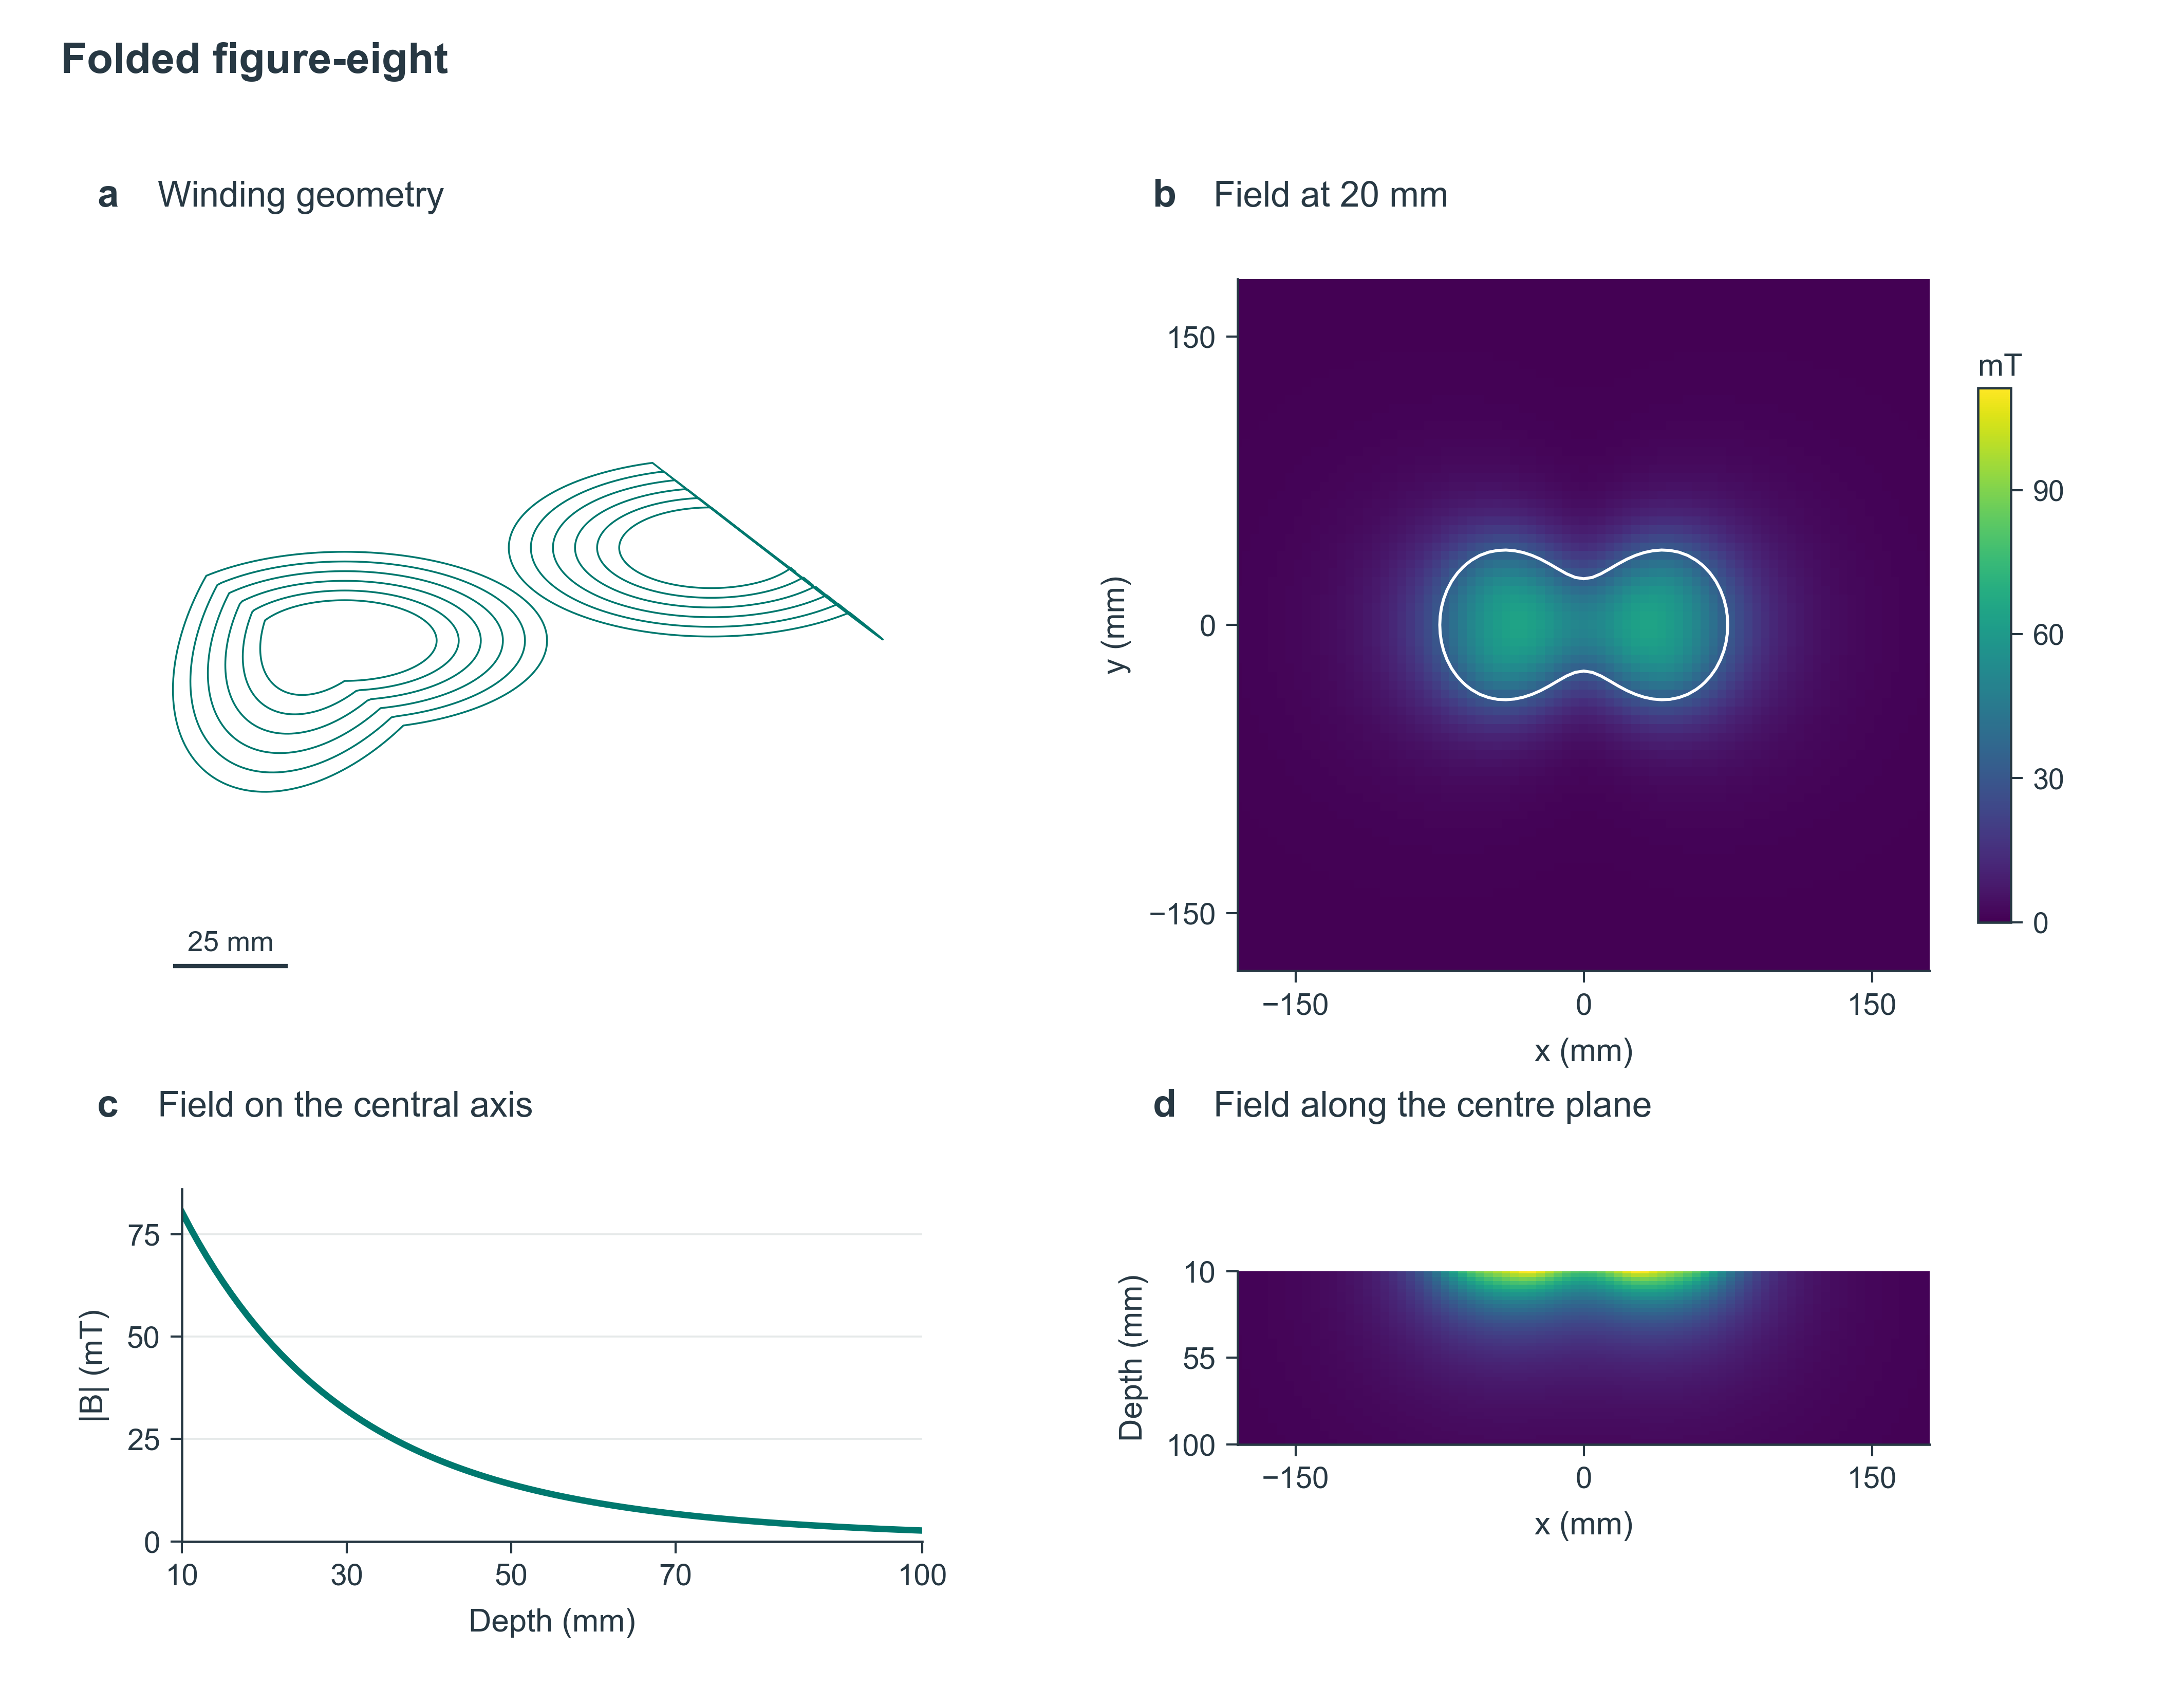 Folded figure-eight
a Winding geometry
25 mm
b Field at 20 mm
150
0
−150
y (mm)
−150 0 150
x (mm)
mT
90
60
30
0
c Field on the central axis
75
50
25
0
|B| (mT)
10 30 50 70 100
Depth (mm)
d Field along the centre plane
10
55
100
Depth (mm)
−150 0 150
x (mm)